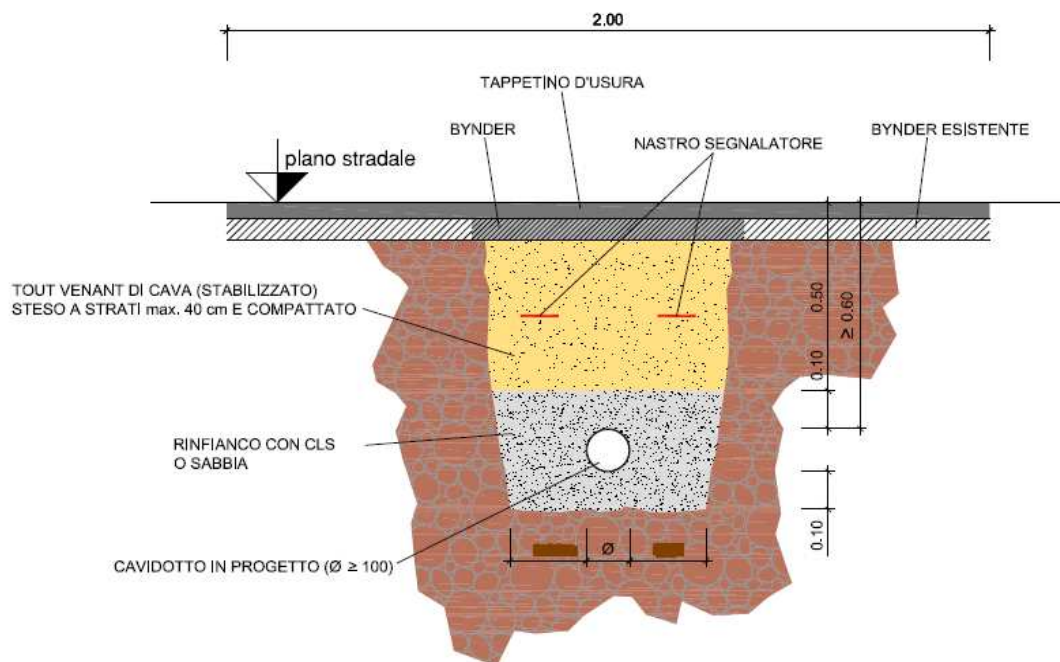 2.00
TAPPETINO D'USURA
BYNDER
BYNDER ESISTENTE
NASTRO SEGNALATORE
plano stradale
TOUT VENANT DI CAVA (STABILIZZATO)
STESO A STRATI max. 40 cm E COMPATTATO
0.50
≥ 0.60
0.10
RINFIANCO CON CLS
O SABBIA
0.10
Ø
CAVIDOTTO IN PROGETTO (Ø ≥ 100)